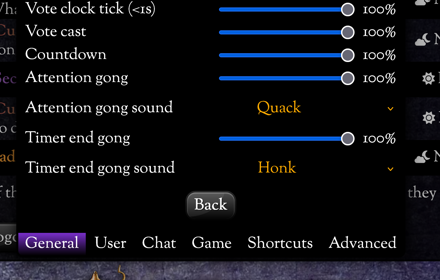 Vote clock tick (<1s) 100%
Vote cast 100%
Countdown 100%
Attention gong 100%
Attention gong sound Quack
Timer end gong 100%
Timer end gong sound Honk
they
Back
General User Chat Game Shortcuts Advanced